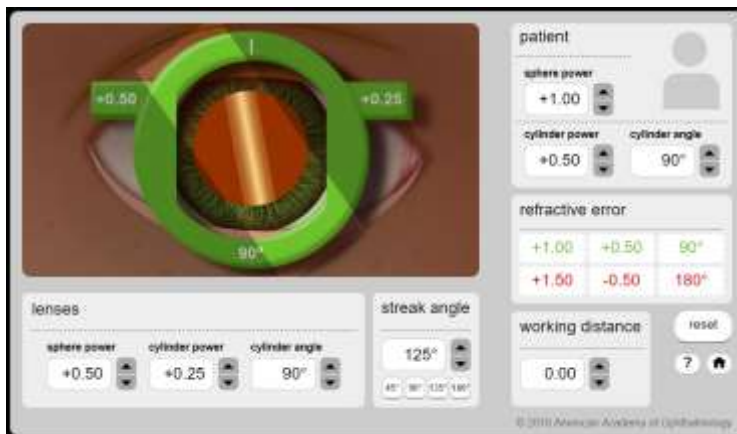 +0.50
+0.25
90°
lenses
sphere power
+0.50
cylinder power
+0.25
cylinder angle
90°
streak angle
125°
45° 90° 135° 180°
patient
sphere power
+1.00
cylinder power
+0.50
cylinder angle
90°
refractive error
+1.00 +0.50 90°
+1.50 -0.50 180°
working distance
0.00
reset
?
© 2010 American Academy of Ophthalmology